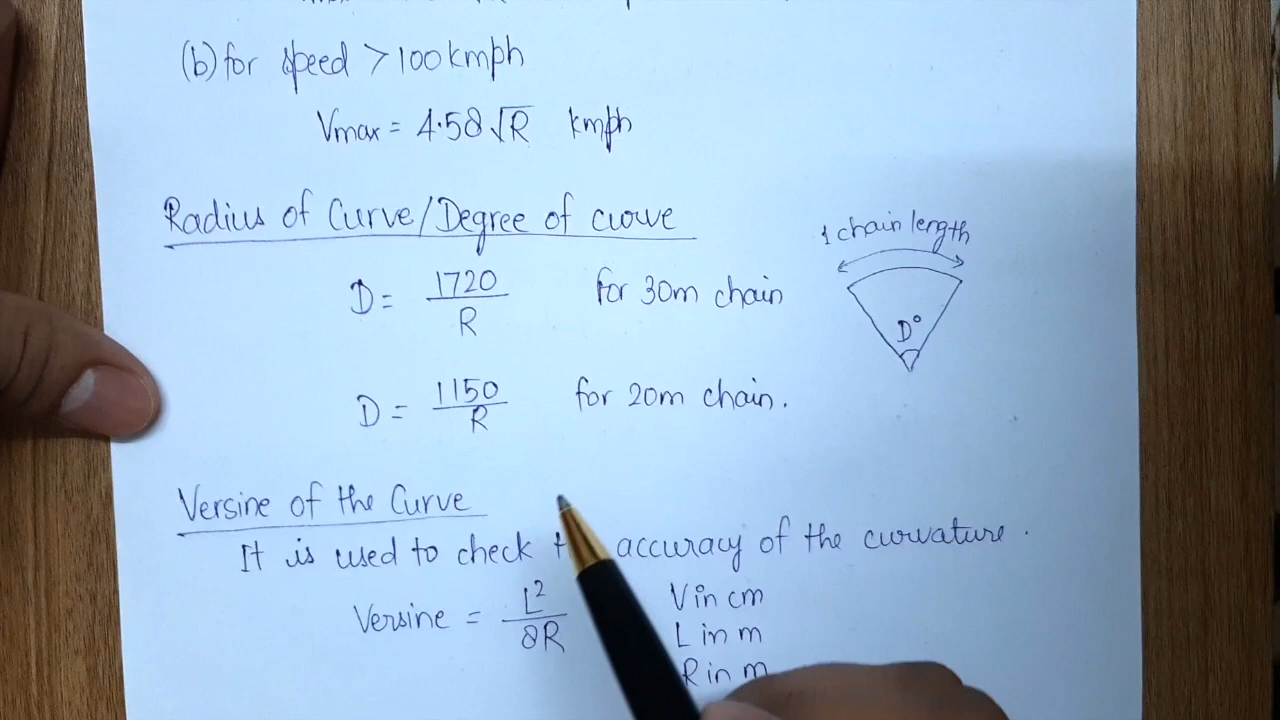 (b) for speed > 100 kmph
Vmax = 4.58 √R kmph
Radius of Curve/Degree of curve
1 chain length
D = 1720/R for 30m chain
D°
D = 1150/R for 20m chain.
Versine of the Curve
It is used to check accuracy of the curvature.
Versine = L²/8R
V in cm
L in m
R in m